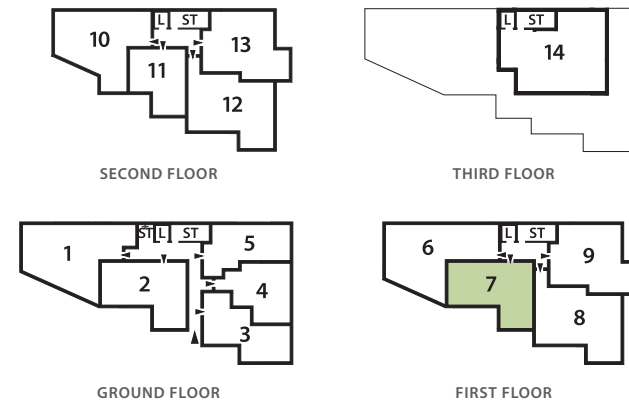 10
L
ST
13
11
12
SECOND FLOOR
L
ST
14
THIRD FLOOR
1
ST
L
ST
5
2
4
3
GROUND FLOOR
6
L
ST
9
7
8
FIRST FLOOR